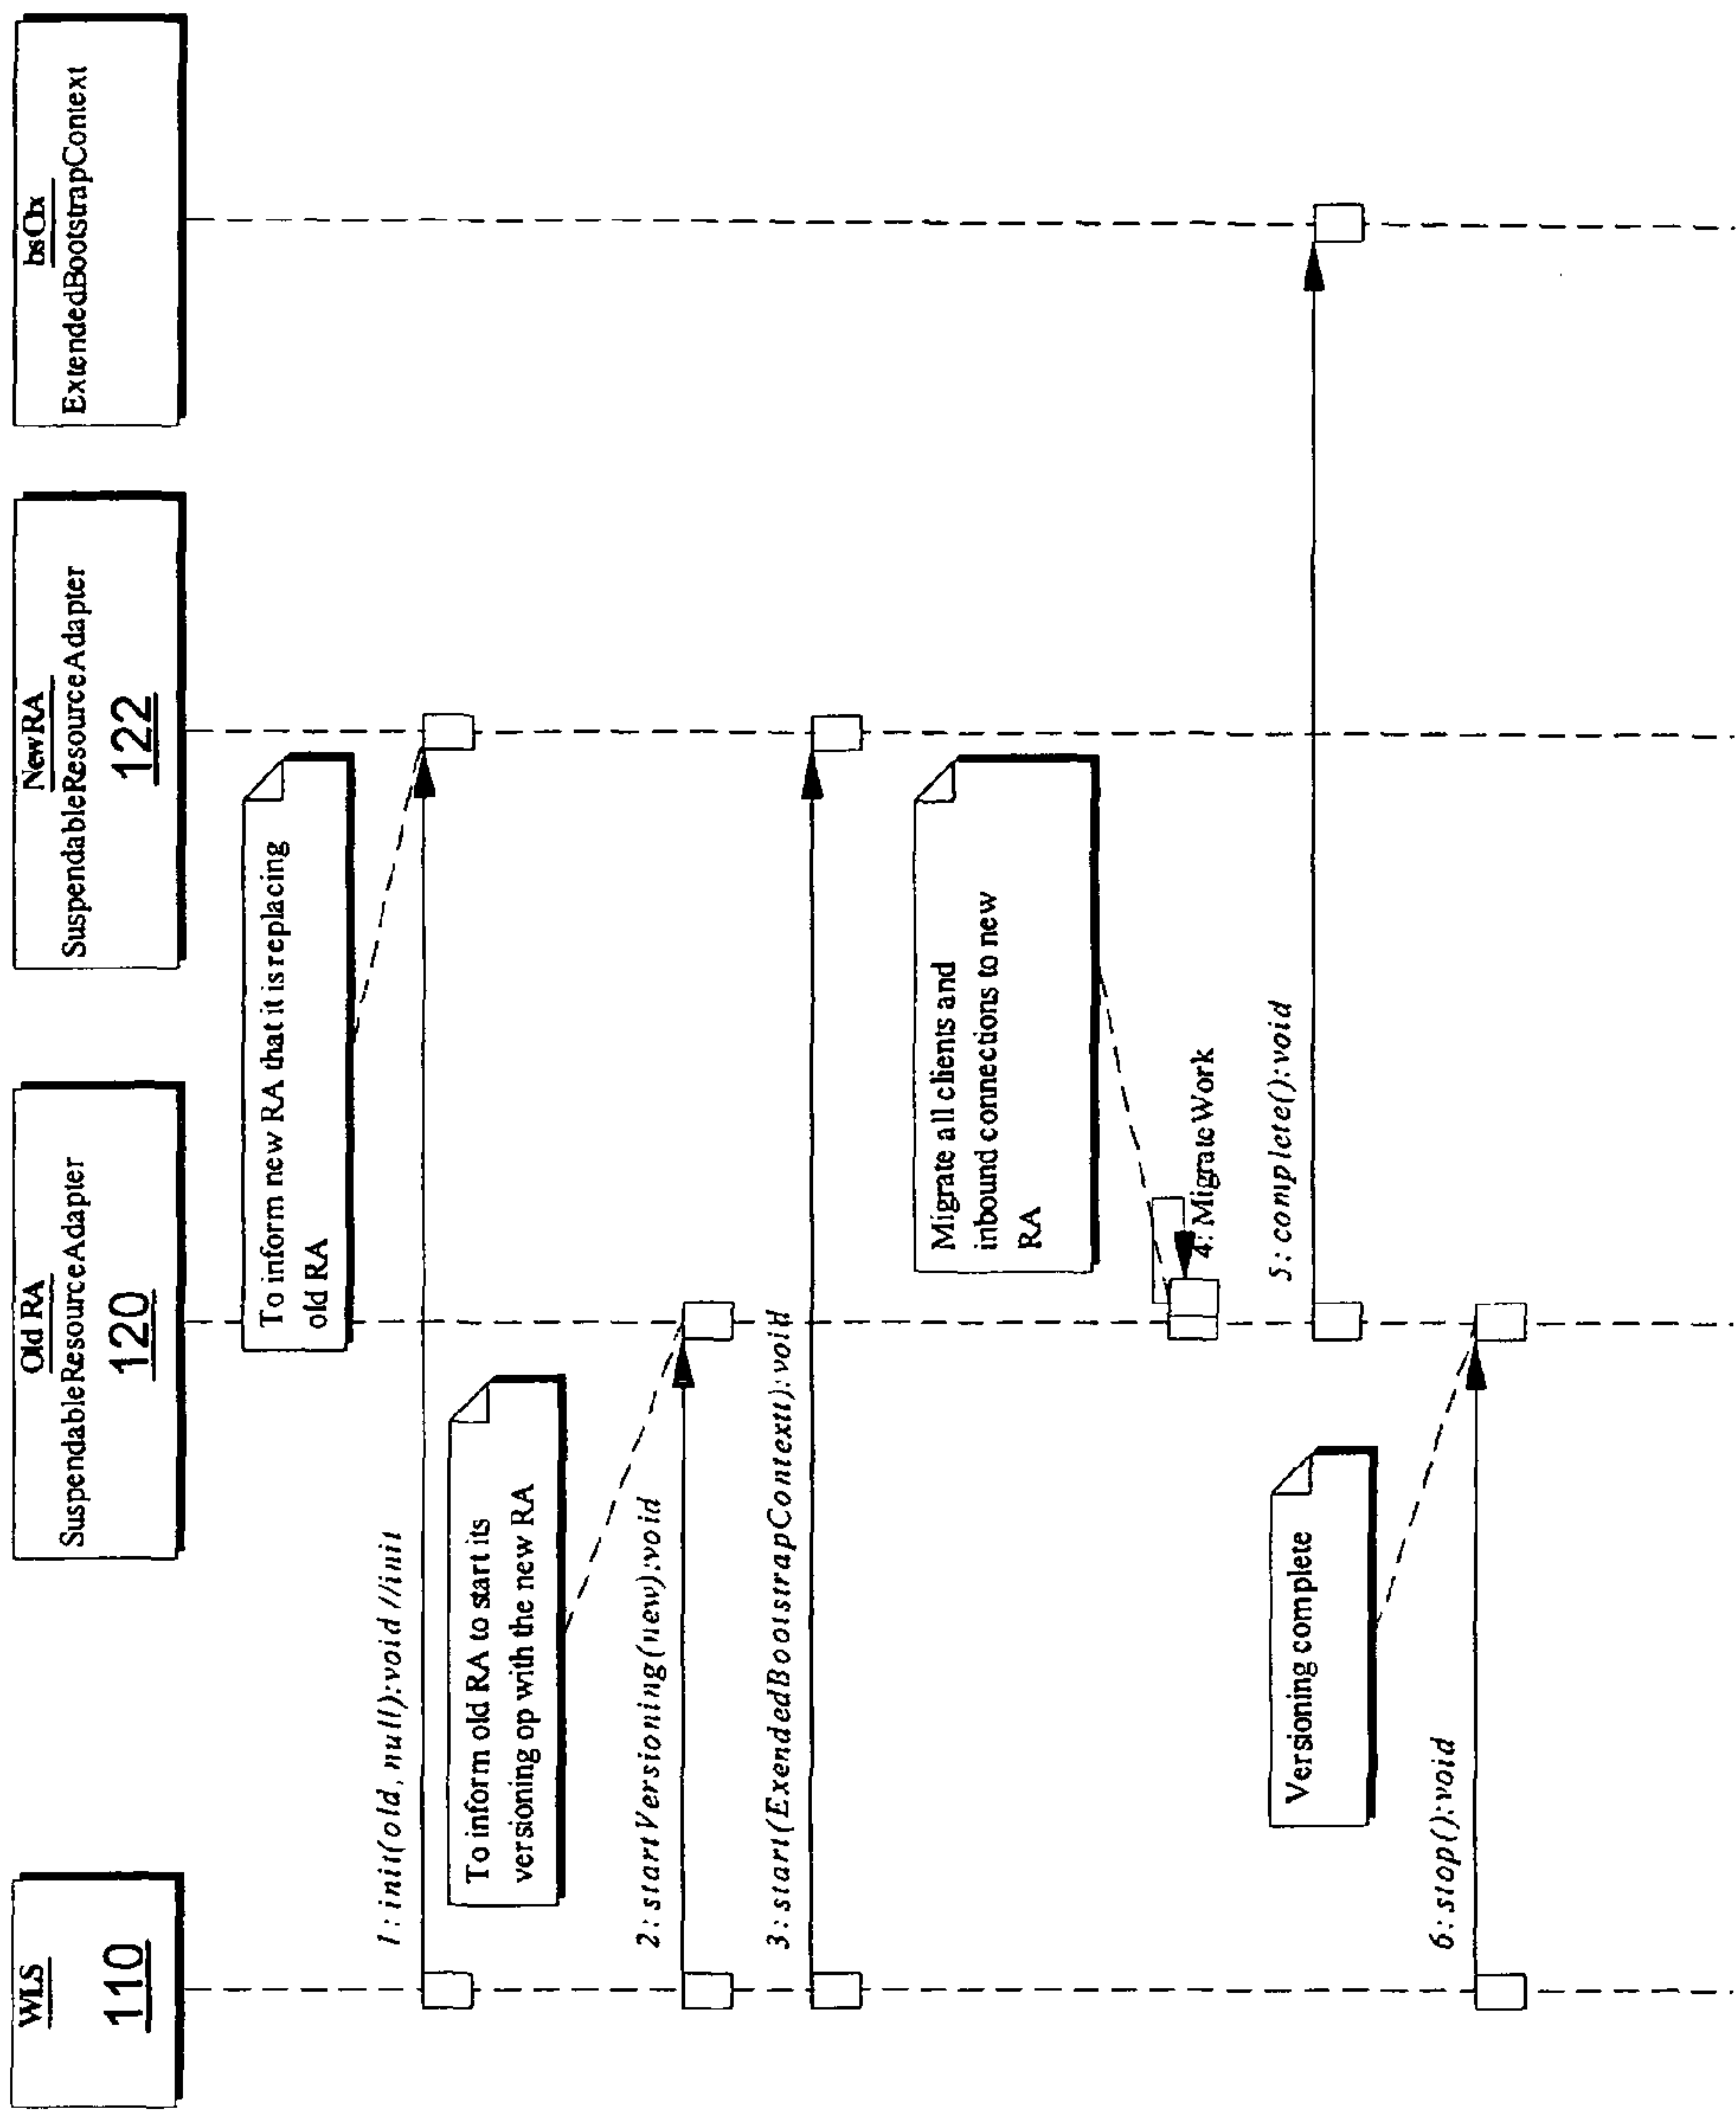 WLS
110
Old RA
SuspendableResourceAdapter
120
New RA
SuspendableResourceAdapter
122
bsCtx
ExtendedBootstrapContext
To inform new RA that it is replacing
old RA
1: init(old, null):void //init
To inform old RA to start its
versioning op with the new RA
2: startVersioning(new):void
3: start(ExendedBootstrapContext):void
Migrate all clients and
inbound connections to new
RA
4: MigrateWork
5: complete():void
Versioning complete
6: stop():void